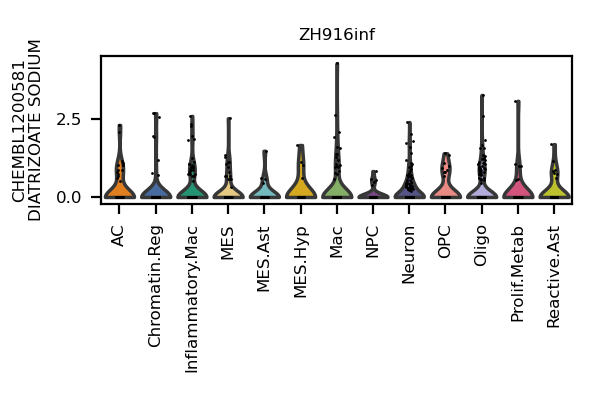 ZH916inf
CHEMBL1200581
DIATRIZOATE SODIUM
2.5
0.0
AC
Chromatin.Reg
Inflammatory.Mac
MES
MES.Ast
MES.Hyp
Mac
NPC
Neuron
OPC
Oligo
Prolif.Metab
Reactive.Ast